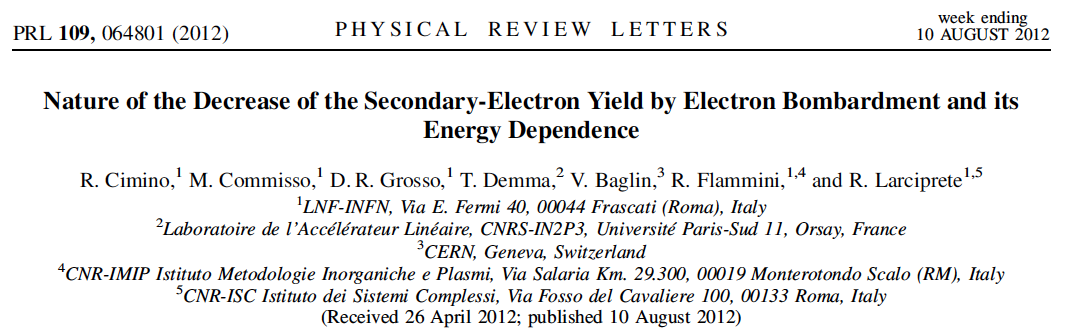 PRL 109, 064801 (2012)
PHYSICAL REVIEW LETTERS
week ending
10 AUGUST 2012
Nature of the Decrease of the Secondary-Electron Yield by Electron Bombardment and its
Energy Dependence
R. Cimino,1 M. Commisso,1 D. R. Grosso,1 T. Demma,2 V. Baglin,3 R. Flammini,1,4 and R. Larciprete1,5
1LNF-INFN, Via E. Fermi 40, 00044 Frascati (Roma), Italy
2Laboratoire de l'Accélérateur Linéaire, CNRS-IN2P3, Université Paris-Sud 11, Orsay, France
3CERN, Geneva, Switzerland
4CNR-IMIP Istituto Metodologie Inorganiche e Plasmi, Via Salaria Km. 29.300, 00019 Monterotondo Scalo (RM), Italy
5CNR-ISC Istituto dei Sistemi Complessi, Via Fosso del Cavaliere 100, 00133 Roma, Italy
(Received 26 April 2012; published 10 August 2012)